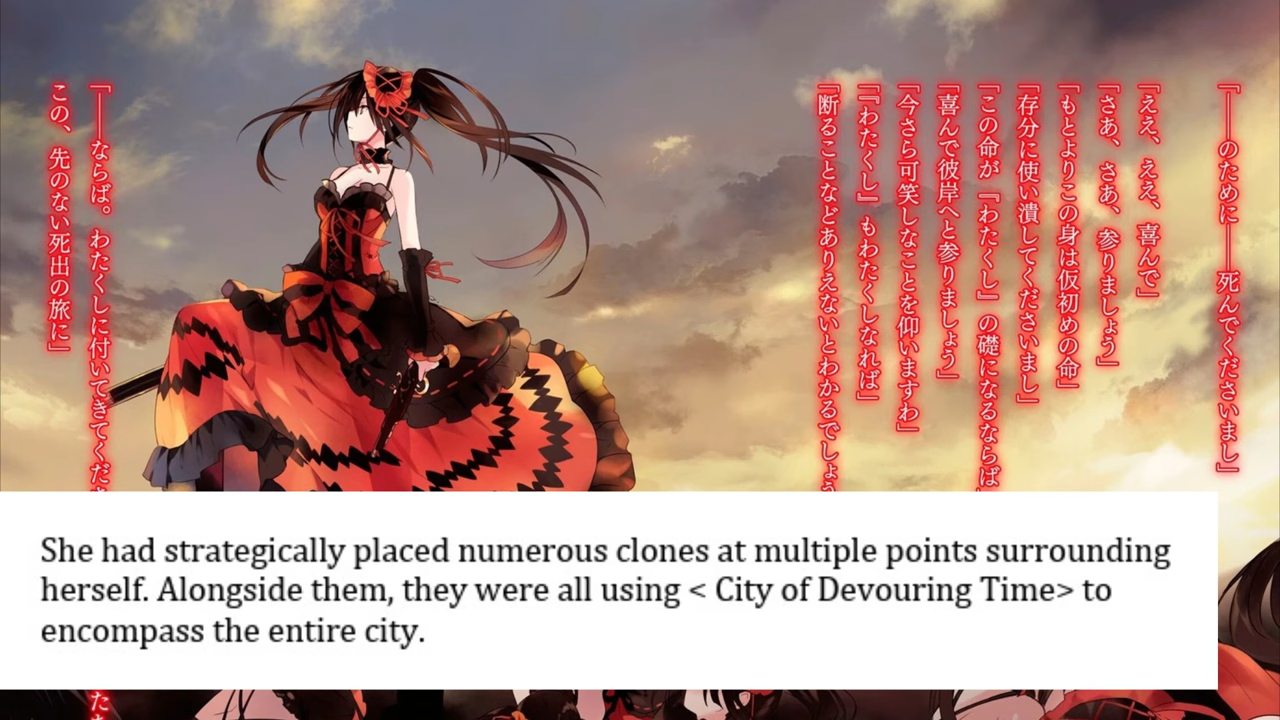 『――のために――死んでくださいまし』
『ええ、ええ、喜んで』
『さあ、さあ、参りましょう』
『もとよりこの身は仮初めの命』
『存分に使い潰してくださいまし』
『この命が『わたくし』の礎になるならば
『喜んで彼岸へと参りましょう』
『今さら可笑しなことを仰いますわ』
『『わたくし』もわたくしなれば』
『断ることなどありえないとわかるでしょう
「――ならば。わたくしに付いてきてくださ
た
この、先のない死出の旅に」
She had strategically placed numerous clones at multiple points surrounding
herself. Alongside them, they were all using < City of Devouring Time> to
encompass the entire city.